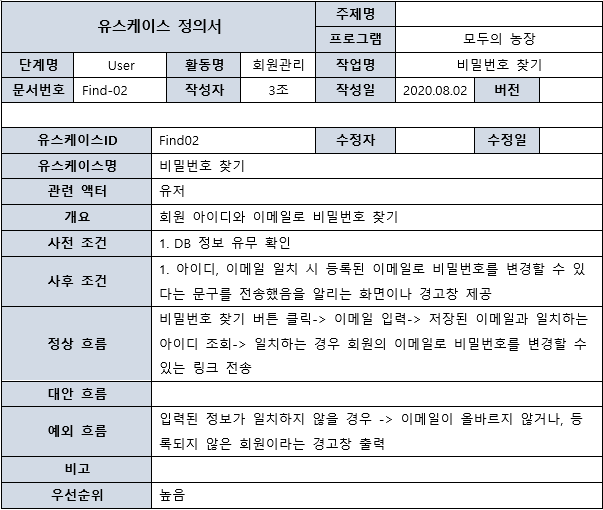 유스케이스 정의서
주제명
프로그램 모두의 농장
단계명 User 활동명 회원관리 작업명 비밀번호 찾기
문서번호 Find-02 작성자 3조 작성일 2020.08.02 버전
유스케이스ID Find02 수정자 수정일
유스케이스명 비밀번호 찾기
관련 액터 유저
개요 회원 아이디와 이메일로 비밀번호 찾기
사전 조건 1. DB 정보 유무 확인
사후 조건 1. 아이디, 이메일 일치 시 등록된 이메일로 비밀번호를 변경할 수 있
다는 문구를 전송했음을 알리는 화면이나 경고창 제공
정상 흐름 비밀번호 찾기 버튼 클릭-> 이메일 입력-> 저장된 이메일과 일치하는
아이디 조회-> 일치하는 경우 회원의 이메일로 비밀번호를 변경할 수
있는 링크 전송
대안 흐름
예외 흐름 입력된 정보가 일치하지 않을 경우 -> 이메일이 올바르지 않거나, 등
록되지 않은 회원이라는 경고창 출력
비고
우선순위 높음